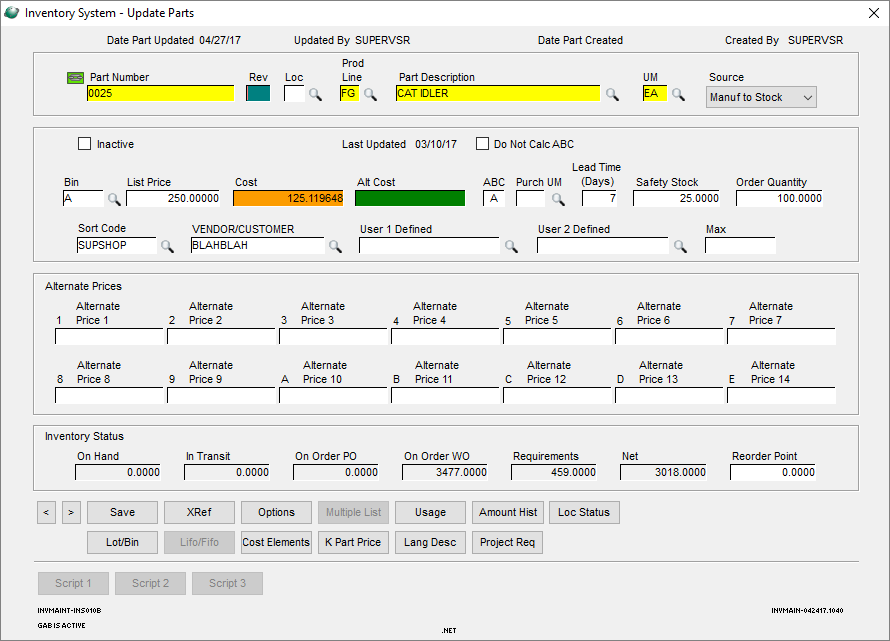 Inventory System - Update Parts
Date Part Updated 04/27/17 Updated By SUPERVSR Date Part Created Created By SUPERVSR
Part Number Rev Loc Prod Line Part Description UM Source
0025 FG CAT IDLER EA Manuf to Stock
Inactive Last Updated 03/10/17 Do Not Calc ABC
Bin List Price Cost Alt Cost ABC Purch UM Lead Time (Days) Safety Stock Order Quantity
A 250.00000 125.119648 A 7 25.0000 100.0000
Sort Code VENDOR/CUSTOMER User 1 Defined User 2 Defined Max
SUPSHOP BLAHBLAH
Alternate Prices
1 Alternate Price 1 2 Alternate Price 2 3 Alternate Price 3 4 Alternate Price 4 5 Alternate Price 5 6 Alternate Price 6 7 Alternate Price 7
8 Alternate Price 8 9 Alternate Price 9 A Alternate Price 10 B Alternate Price 11 C Alternate Price 12 D Alternate Price 13 E Alternate Price 14
Inventory Status
On Hand In Transit On Order PO On Order WO Requirements Net Reorder Point
0.0000 0.0000 0.0000 3477.0000 459.0000 3018.0000 0.0000
< > Save XRef Options Multiple List Usage Amount Hist Loc Status
Lot/Bin Lifo/Fifo Cost Elements K Part Price Lang Desc Project Req
Script 1 Script 2 Script 3
INVMAINT-INS010B INVMAIN-042417.1040
GAB IS ACTIVE
.NET